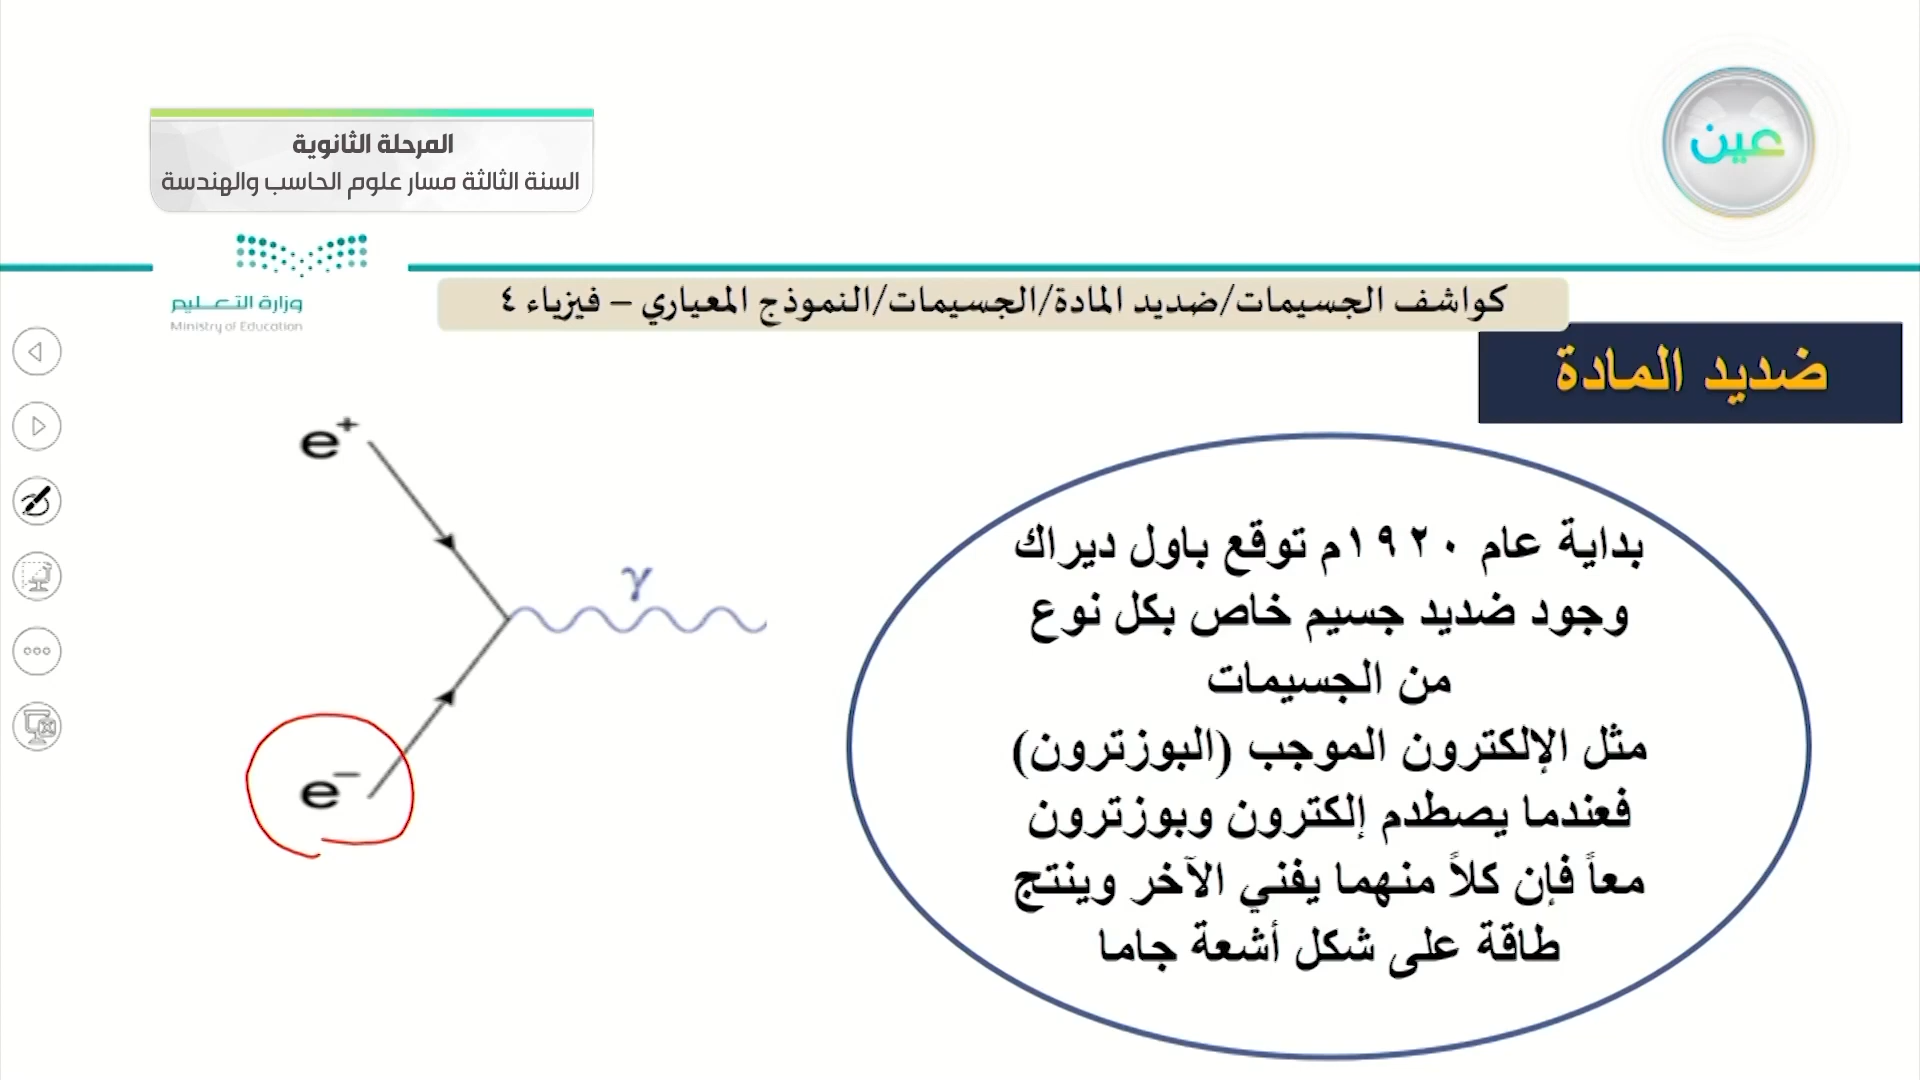 المرحلة الثانوية
السنة الثالثة مسار علوم الحاسب والهندسة
عين
وزارة التعليم
Ministry of Education
كواشف الجسيمات/ضديد المادة/الجسيمات/النموذج المعياري – فيزياء ٤
ضديد المادة
e⁺
γ
e⁻
بداية عام ١٩٢٠م توقع باول ديراك
وجود ضديد جسيم خاص بكل نوع
من الجسيمات
مثل الإلكترون الموجب (البوزترون)
فعندما يصطدم إلكترون وبوزترون
معاً فإن كلاً منهما يفني الآخر وينتج
طاقة على شكل أشعة جاما